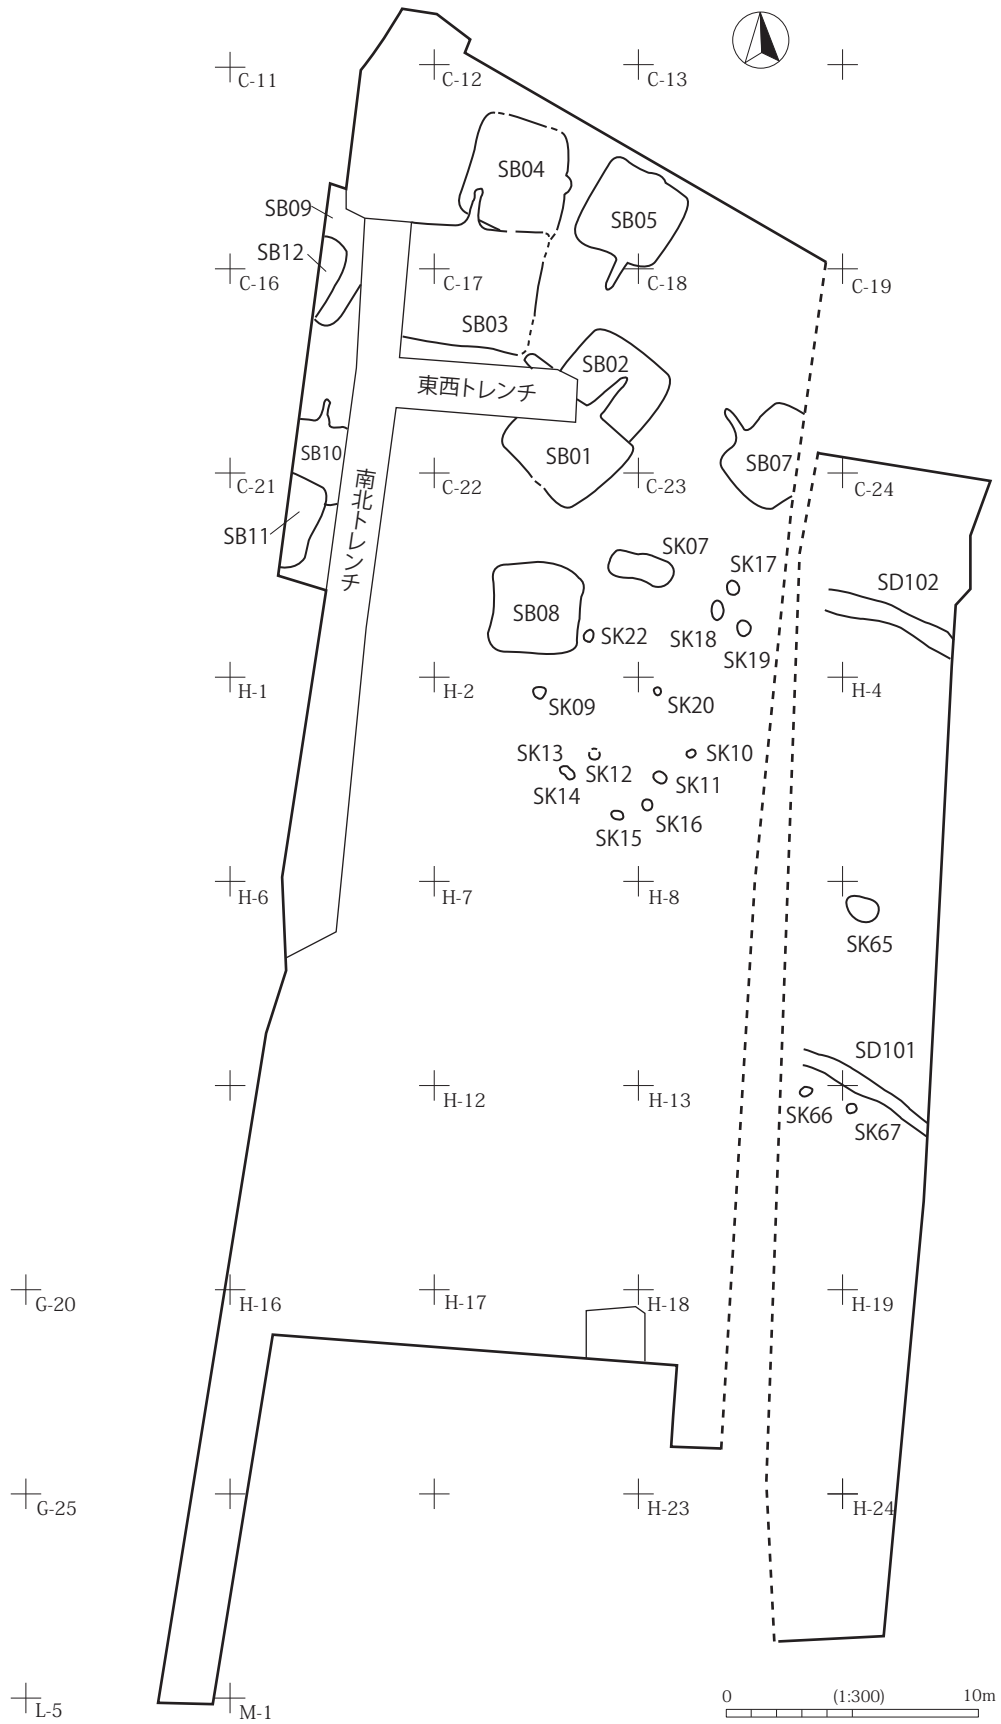 C-11
C-12
C-13
SB04
SB05
SB09
SB12
C-16
C-17
C-18
C-19
SB03
SB02
東西トレンチ
SB10
SB01
SB07
C-21
C-22
C-23
C-24
南北トレンチ
SB11
SK07
SK17
SD102
SB08
SK22
SK18
SK19
H-1
H-2
H-4
SK09
SK20
SK13
SK12
SK10
SK14
SK11
SK15
SK16
H-6
H-7
H-8
SK65
SD101
H-12
H-13
SK66
SK67
G-20
H-16
H-17
H-18
H-19
G-25
H-23
H-24
L-5
M-1
0 (1:300) 10m